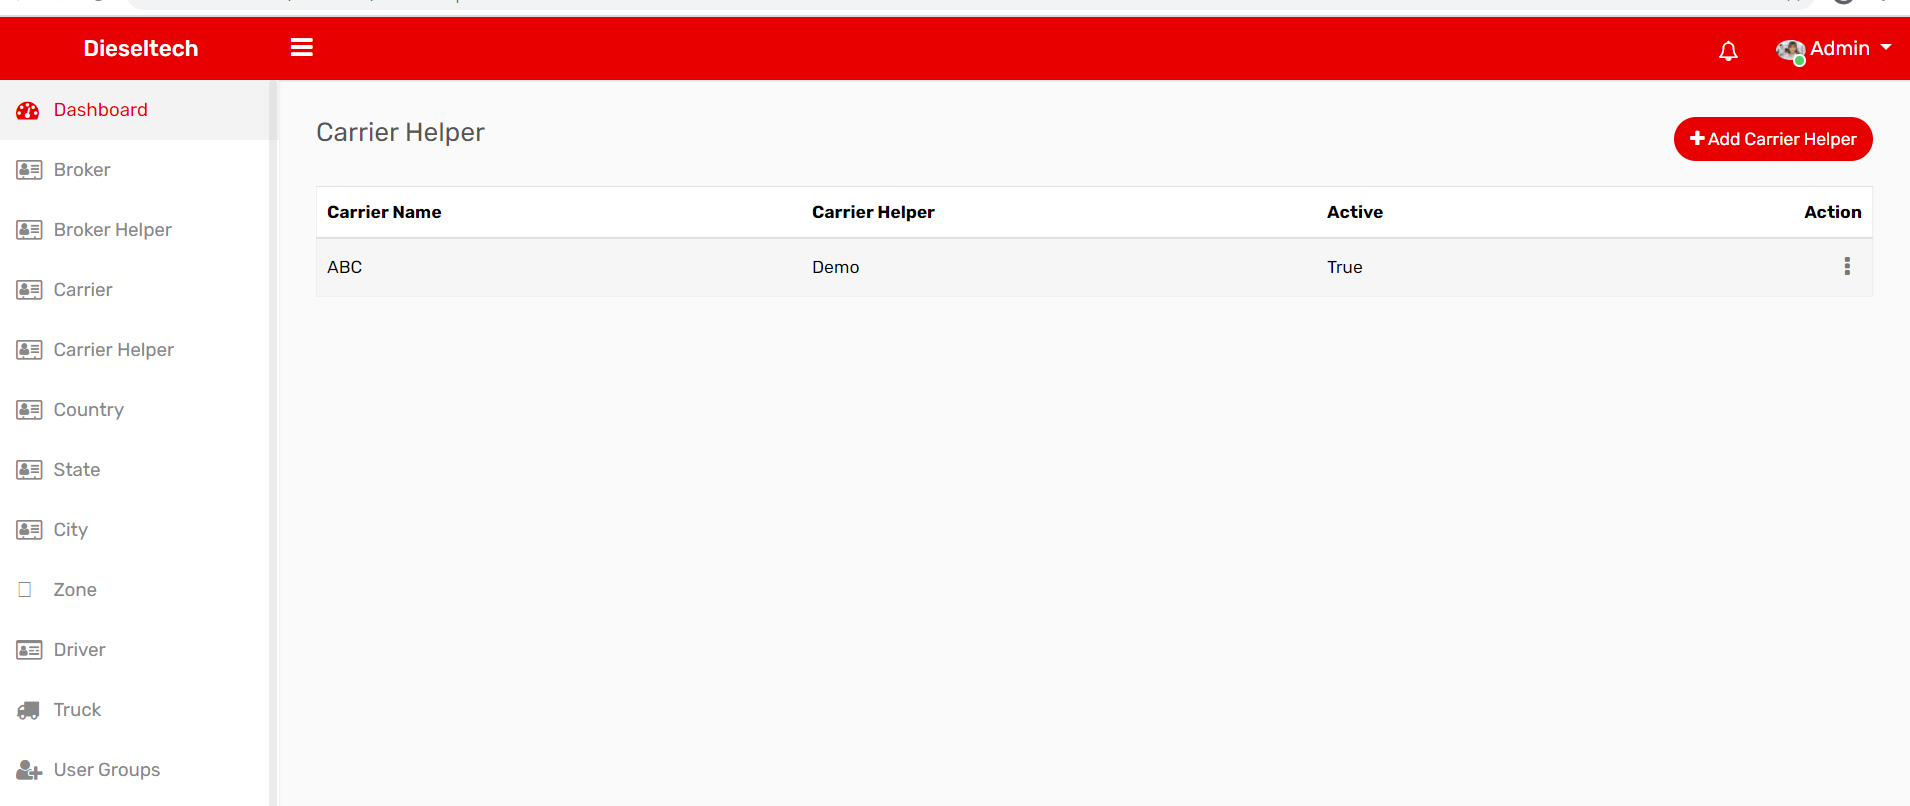 Dieseltech
Admin
Dashboard
Broker
Broker Helper
Carrier
Carrier Helper
Country
State
City
Zone
Driver
Truck
User Groups
Carrier Helper
Add Carrier Helper
Carrier Name Carrier Helper Active Action
ABC Demo True